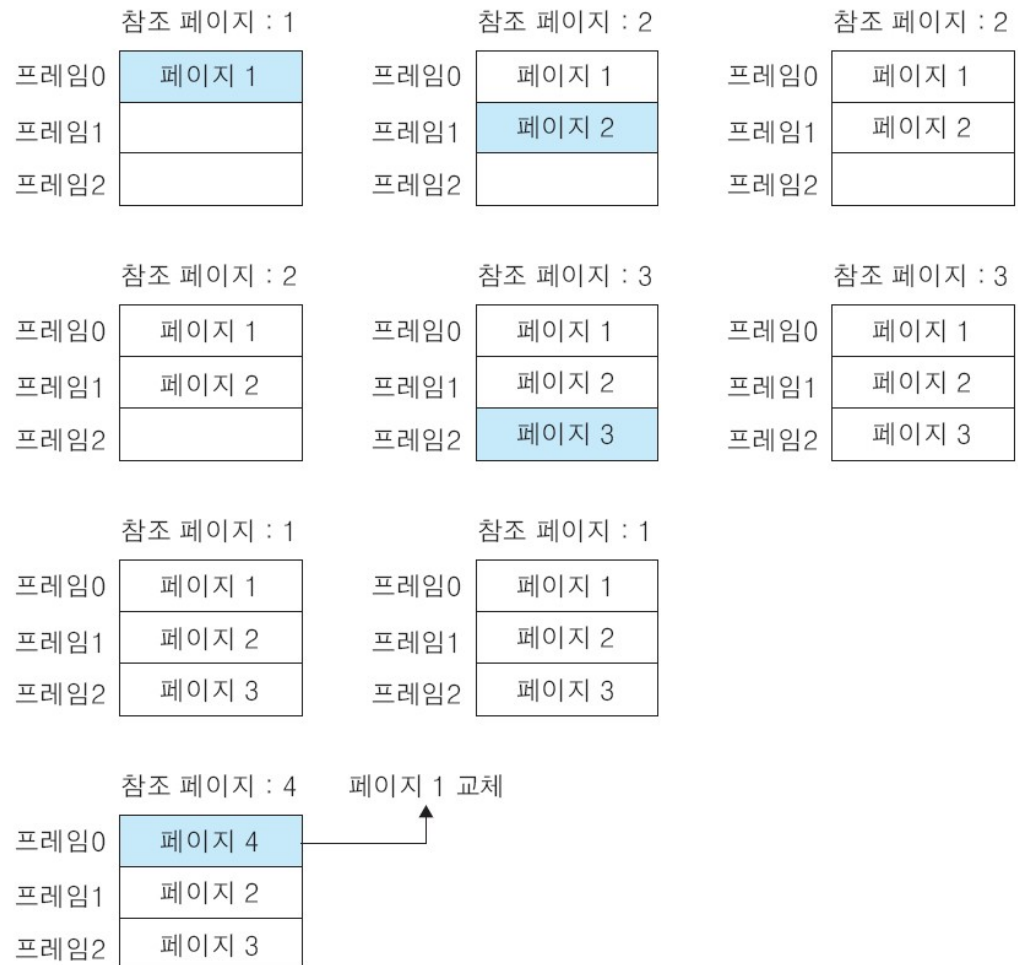 참조 페이지 : 1
프레임0 페이지 1
프레임1
프레임2
참조 페이지 : 2
프레임0 페이지 1
프레임1 페이지 2
프레임2
참조 페이지 : 2
프레임0 페이지 1
프레임1 페이지 2
프레임2
참조 페이지 : 2
프레임0 페이지 1
프레임1 페이지 2
프레임2
참조 페이지 : 3
프레임0 페이지 1
프레임1 페이지 2
프레임2 페이지 3
참조 페이지 : 3
프레임0 페이지 1
프레임1 페이지 2
프레임2 페이지 3
참조 페이지 : 1
프레임0 페이지 1
프레임1 페이지 2
프레임2 페이지 3
참조 페이지 : 1
프레임0 페이지 1
프레임1 페이지 2
프레임2 페이지 3
참조 페이지 : 4 페이지 1 교체
프레임0 페이지 4
프레임1 페이지 2
프레임2 페이지 3